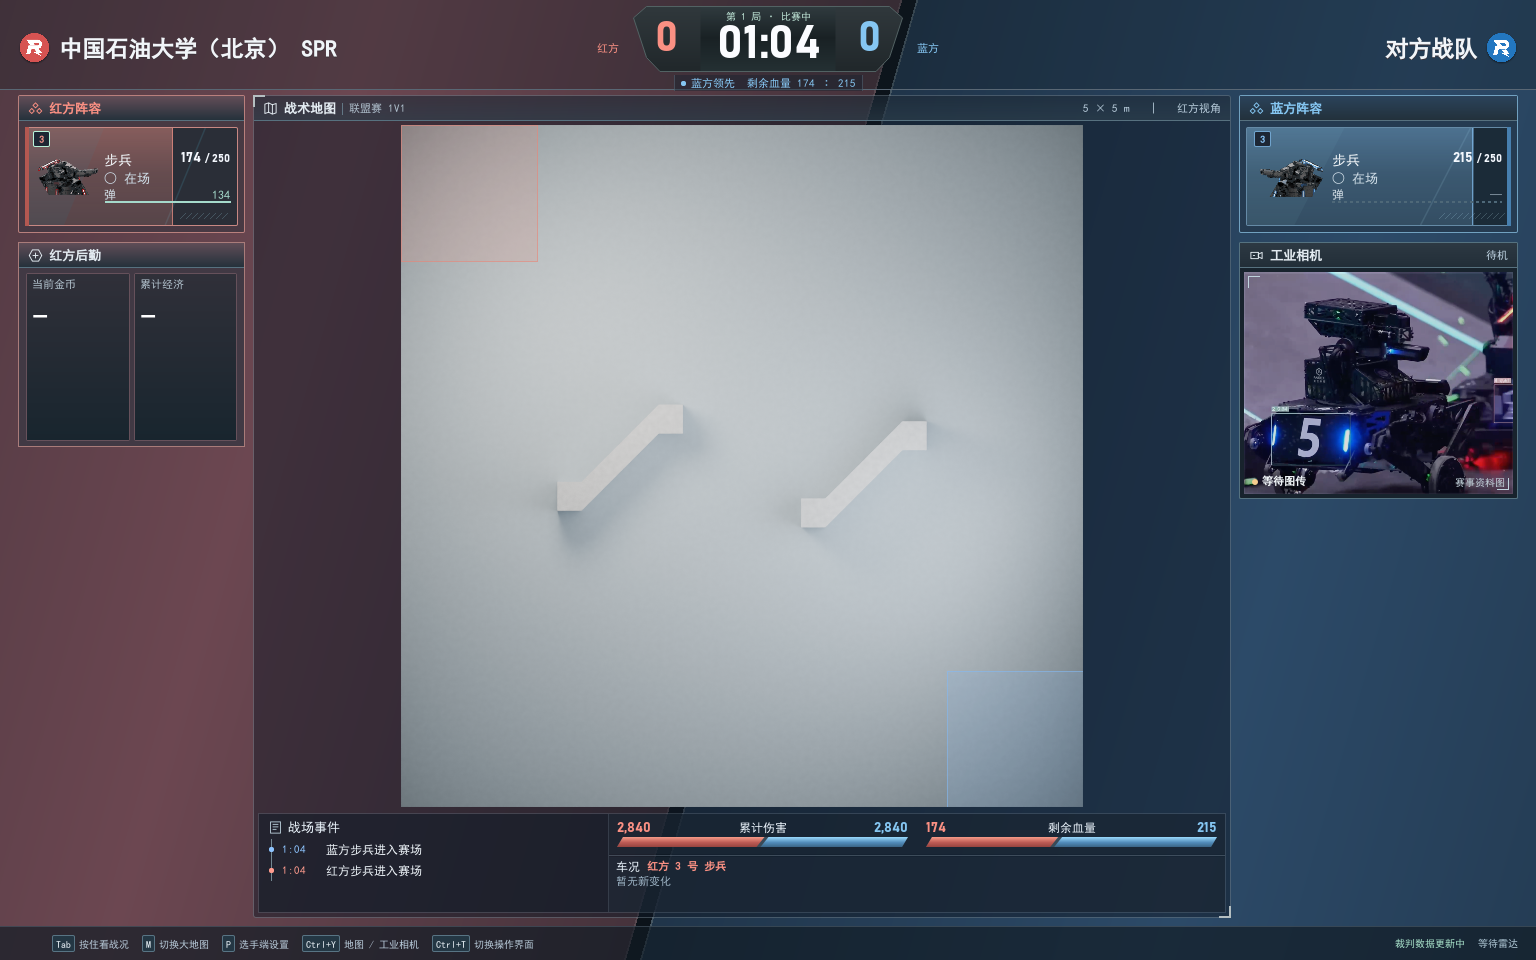 中国石油大学（北京） SPR
红方
0
第 1 局 · 比赛中
01:04
0
蓝方
对方战队
蓝方领先 剩余血量 174 : 215
红方阵容
3
步兵
174 / 250
在场
弹
134
红方后勤
当前金币
—
累计经济
—
战术地图 | 联盟赛 1V1
5 × 5 m | 红方视角
蓝方阵容
3
步兵
215 / 250
在场
弹
—
工业相机
待机
5
等待图传
赛事资料图
战场事件
1:04 蓝方步兵进入赛场
1:04 红方步兵进入赛场
2,840 累计伤害 2,840
174 剩余血量 215
车况 红方 3 号 步兵
暂无新变化
Tab 按住看战况 M 切换大地图 P 选手端设置 Ctrl+Y 地图 / 工业相机 Ctrl+T 切换操作界面
裁判数据更新中 等待雷达